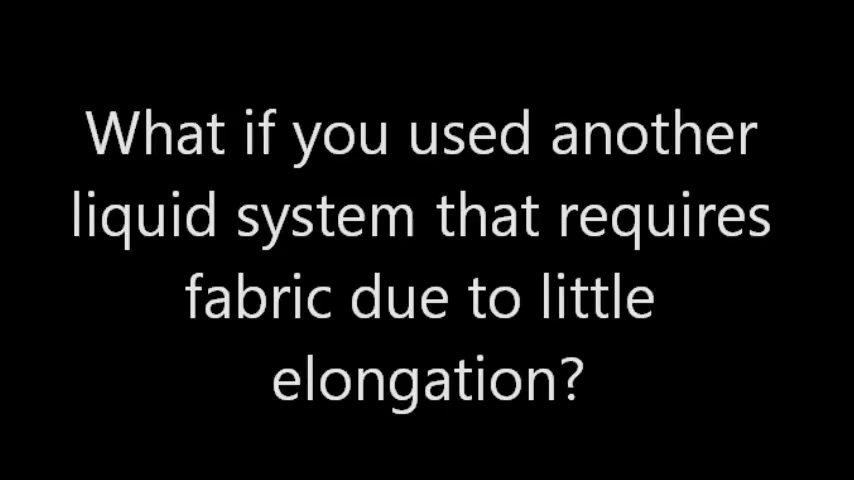 What if you used another
liquid system that requires
fabric due to little
elongation?